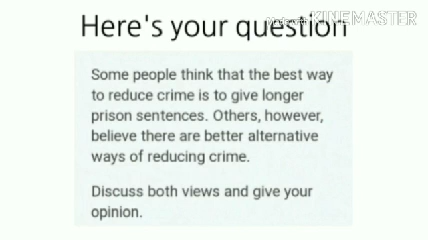 Here's your question
Made with KINEMASTER
Some people think that the best way
to reduce crime is to give longer
prison sentences. Others, however,
believe there are better alternative
ways of reducing crime.
Discuss both views and give your
opinion.